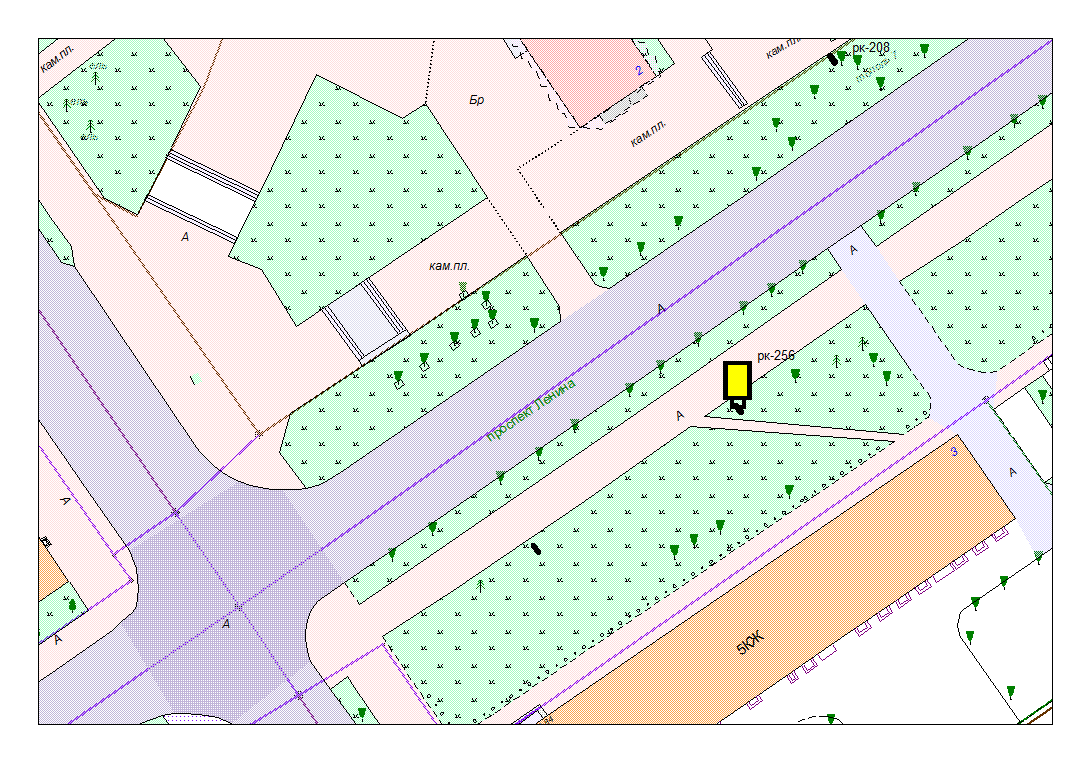 кам.пл.
кам.пл.
рк-208
2
Бр
кам.пл.
А
А
кам.пл.
А
рк-256
проспект Ленина
А
3
А
А
А
А
5КЖ